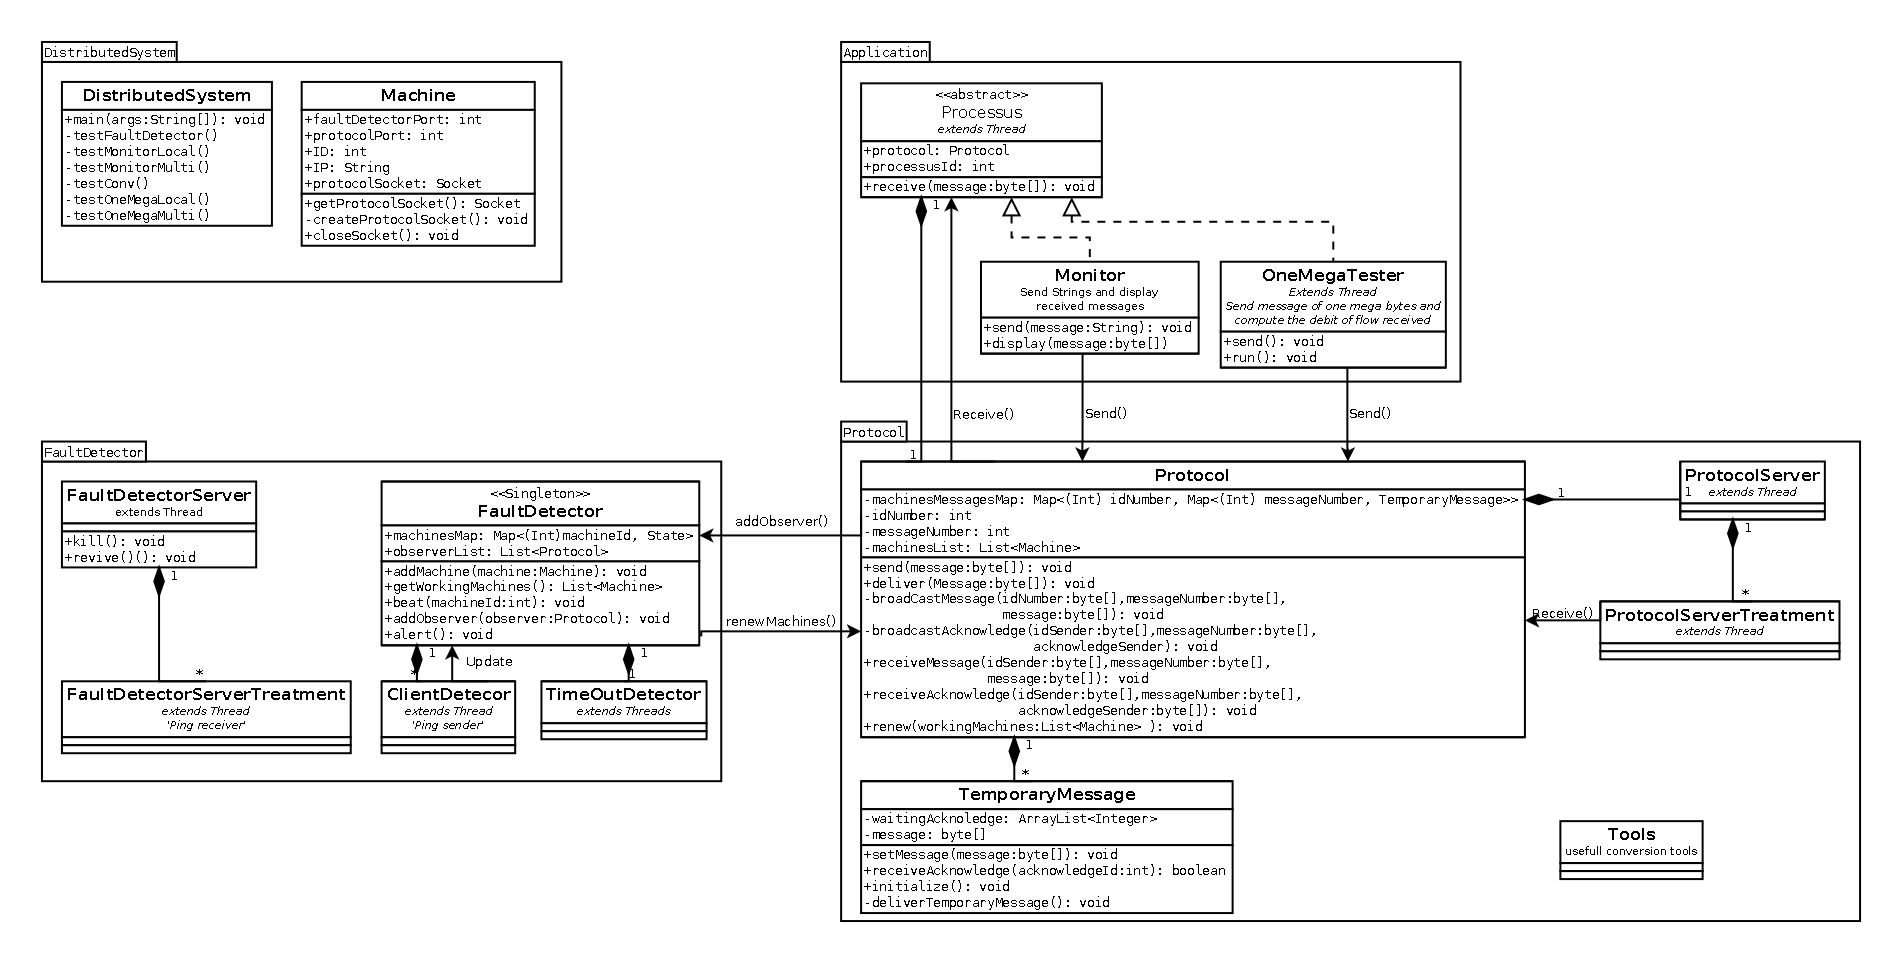 DistributedSystem
DistributedSystem
+main(args:String[]): void
-testFaultDetector()
-testMonitorLocal()
-testMonitorMulti()
-testConv()
-testOneMegaLocal()
-testOneMegaMulti()
Machine
+faultDetectorPort: int
+protocolPort: int
+ID: int
+IP: String
+protocolSocket: Socket
+getProtocolSocket(): Socket
-createProtocolSocket(): void
+closeSocket(): void
Application
<<abstract>>
Processus
extends Thread
+protocol: Protocol
+processusId: int
+receive(message:byte[]): void
1
Monitor
Send Strings and display
received messages
+send(message:String): void
+display(message:byte[])
OneMegaTester
Extends Thread
Send message of one mega bytes and
compute the debit of flow received
+send(): void
+run(): void
Receive()
Send()
Send()
1
FaultDetector
FaultDetectorServer
extends Thread
+kill(): void
+revive()(): void
1
*
FaultDetectorServerTreatment
extends Thread
'Ping receiver'
<<Singleton>>
FaultDetector
+machinesMap: Map<(Int)machineId, State>
+observerList: List<Protocol>
+addMachine(machine:Machine): void
+getWorkingMachines(): List<Machine>
+beat(machineId:int): void
+addObserver(observer:Protocol): void
+alert(): void
1
*
Update
1
1
ClientDetecor
extends Thread
'Ping sender'
TimeOutDetector
extends Threads
addObserver()
renewMachines()
Protocol
Protocol
-machinesMessagesMap: Map<(Int) idNumber, Map<(Int) messageNumber, TemporaryMessage>>
-idNumber: int
-messageNumber: int
-machinesList: List<Machine>
+send(message:byte[]): void
+deliver(Message:byte[]): void
-broadCastMessage(idNumber:byte[],messageNumber:byte[],
message:byte[]): void
-broadcastAcknowledge(idSender:byte[],messageNumber:byte[],
acknowledgeSender): void
+receiveMessage(idSender:byte[],messageNumber:byte[],
message:byte[]): void
+receiveAcknowledge(idSender:byte[],messageNumber:byte[],
acknowledgeSender:byte[]): void
+renew(workingMachines:List<Machine> ): void
1
1
ProtocolServer
extends Thread
1
*
Receive()
ProtocolServerTreatment
extends Thread
1
*
TemporaryMessage
-waitingAcknoledge: ArrayList<Integer>
-message: byte[]
+setMessage(message:byte[]): void
+receiveAcknowledge(acknowledgeId:int): boolean
+initialize(): void
-deliverTemporaryMessage(): void
Tools
usefull conversion tools